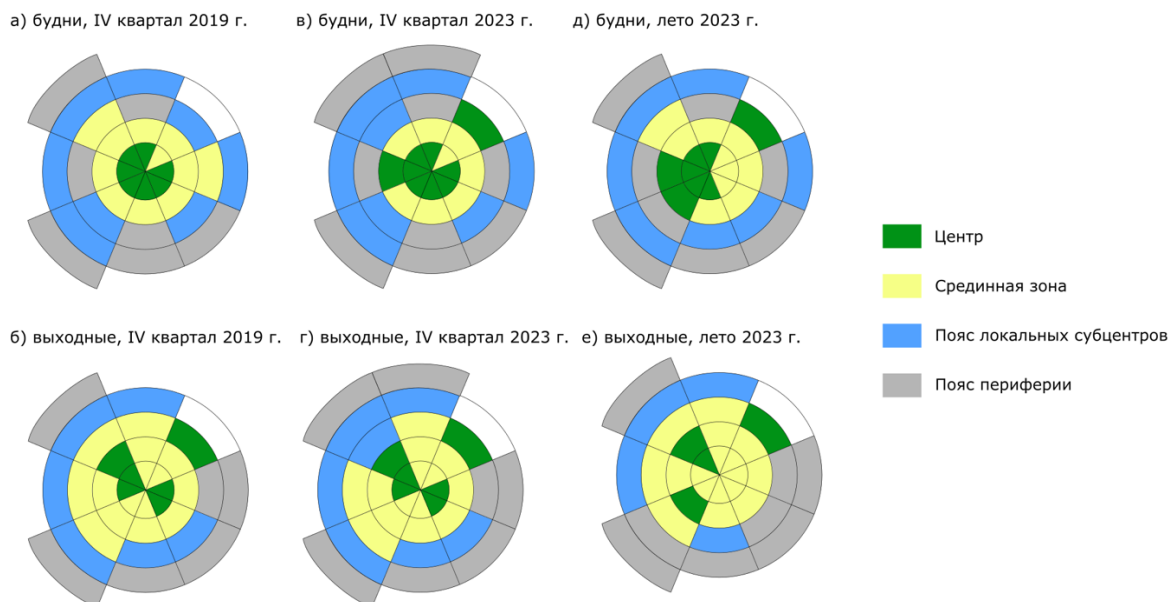 а) будни, IV квартал 2019 г.
в) будни, IV квартал 2023 г.
д) будни, лето 2023 г.
Центр
Срединная зона
Пояс локальных субцентров
Пояс периферии
б) выходные, IV квартал 2019 г.
г) выходные, IV квартал 2023 г.
е) выходные, лето 2023 г.